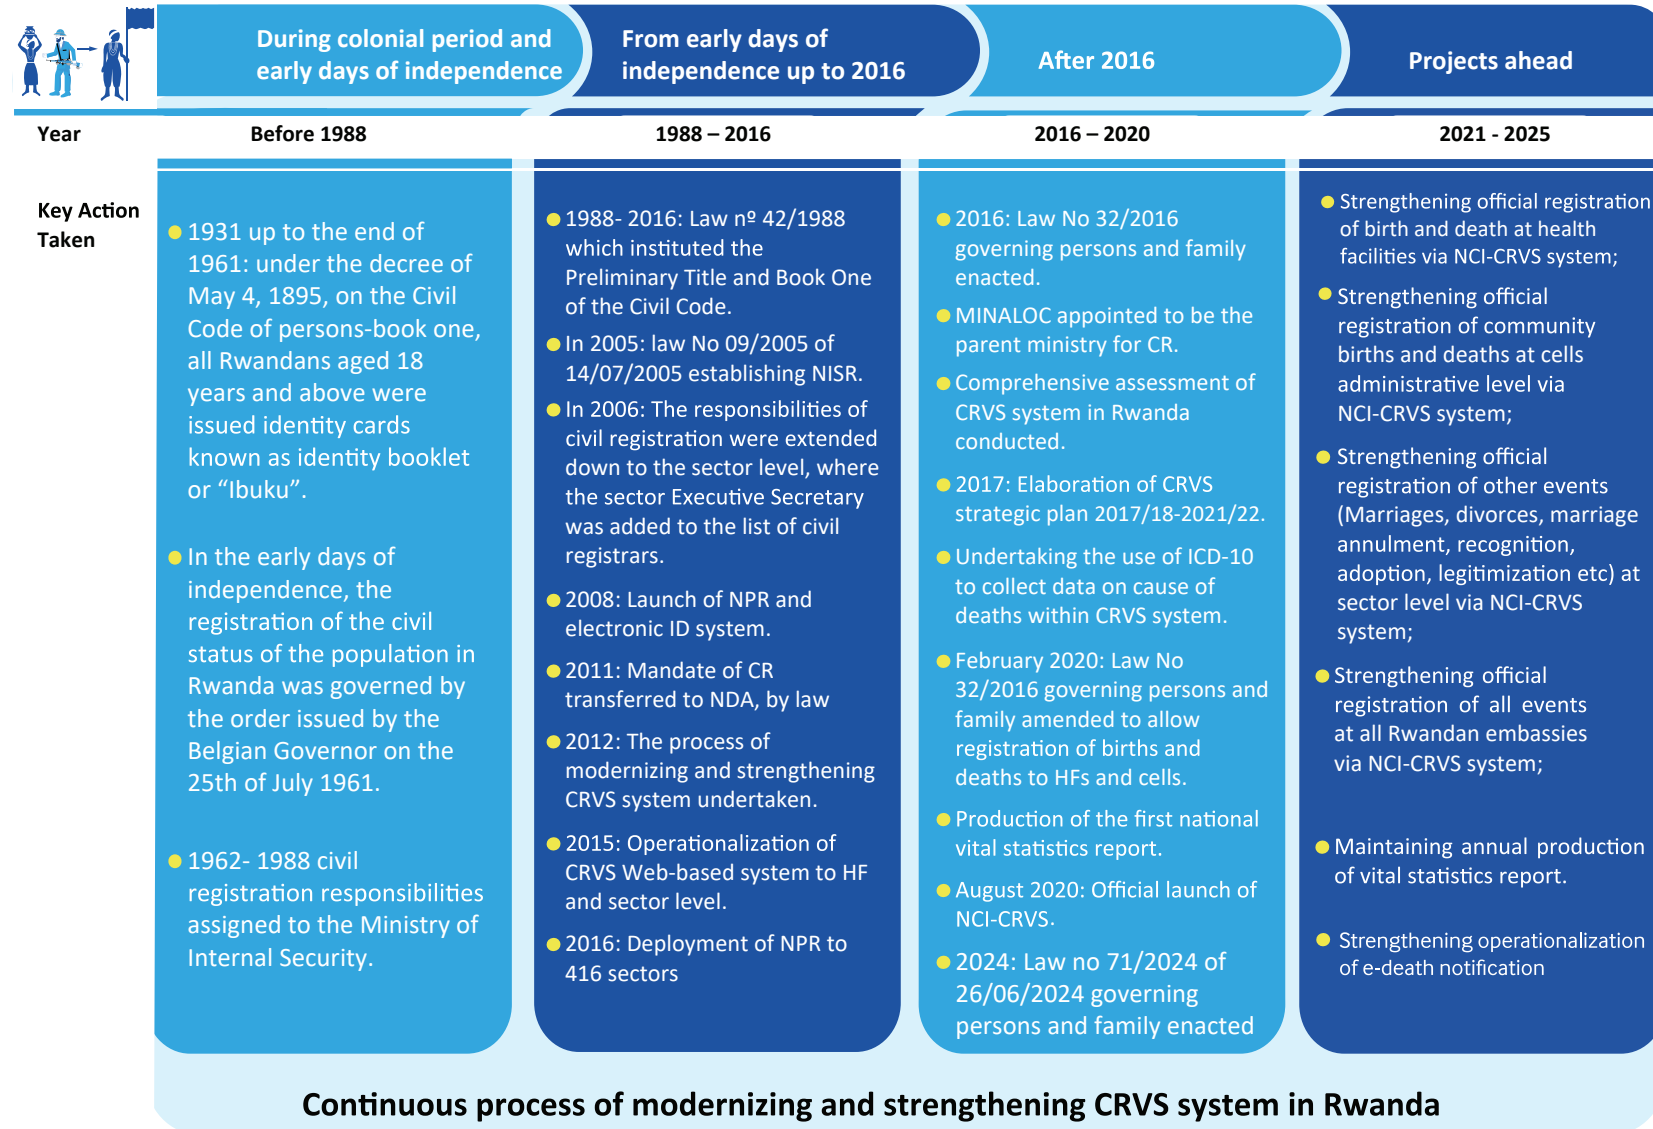 During colonial period and
early days of independence
From early days of
independence up to 2016
After 2016
Projects ahead
Year
Before 1988
1988 – 2016
2016 – 2020
2021 - 2025
Key Action
Taken
1931 up to the end of
1961: under the decree of
May 4, 1895, on the Civil
Code of persons-book one,
all Rwandans aged 18
years and above were
issued identity cards
known as identity booklet
or “Ibuku”.
In the early days of
independence, the
registration of the civil
status of the population in
Rwanda was governed by
the order issued by the
Belgian Governor on the
25th of July 1961.
1962- 1988 civil
registration responsibilities
assigned to the Ministry of
Internal Security.
1988- 2016: Law nº 42/1988
which instituted the
Preliminary Title and Book One
of the Civil Code.
In 2005: law No 09/2005 of
14/07/2005 establishing NISR.
In 2006: The responsibilities of
civil registration were extended
down to the sector level, where
the sector Executive Secretary
was added to the list of civil
registrars.
2008: Launch of NPR and
electronic ID system.
2011: Mandate of CR
transferred to NDA, by law
2012: The process of
modernizing and strengthening
CRVS system undertaken.
2015: Operationalization of
CRVS Web-based system to HF
and sector level.
2016: Deployment of NPR to
416 sectors
2016: Law No 32/2016
governing persons and family
enacted.
MINALOC appointed to be the
parent ministry for CR.
Comprehensive assessment of
CRVS system in Rwanda
conducted.
2017: Elaboration of CRVS
strategic plan 2017/18-2021/22.
Undertaking the use of ICD-10
to collect data on cause of
deaths within CRVS system.
February 2020: Law No
32/2016 governing persons and
family amended to allow
registration of births and
deaths to HFs and cells.
Production of the first national
vital statistics report.
August 2020: Official launch of
NCI-CRVS.
2024: Law no 71/2024 of
26/06/2024 governing
persons and family enacted
Strengthening official registration
of birth and death at health
facilities via NCI-CRVS system;
Strengthening official
registration of community
births and deaths at cells
administrative level via
NCI-CRVS system;
Strengthening official
registration of other events
(Marriages, divorces, marriage
annulment, recognition,
adoption, legitimization etc) at
sector level via NCI-CRVS
system;
Strengthening official
registration of all events
at all Rwandan embassies
via NCI-CRVS system;
Maintaining annual production
of vital statistics report.
Strengthening operationalization
of e-death notification
Continuous process of modernizing and strengthening CRVS system in Rwanda